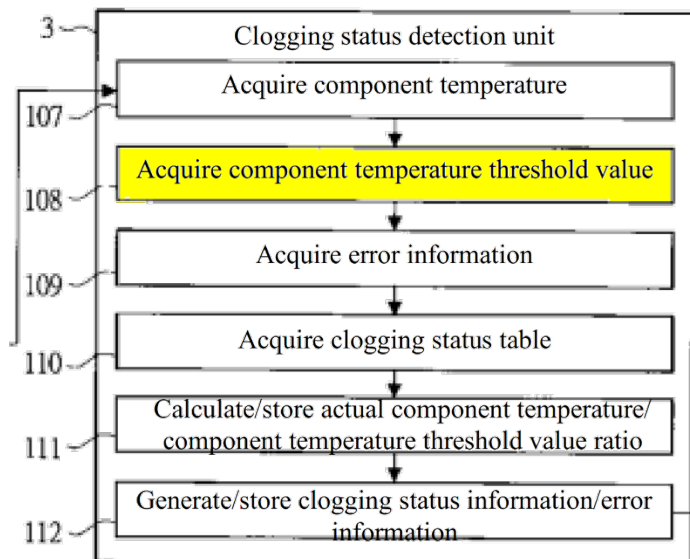 3
Clogging status detection unit
Acquire component temperature
107
Acquire component temperature threshold value
108
Acquire error information
109
Acquire clogging status table
110
Calculate/store actual component temperature/
component temperature threshold value ratio
111
Generate/store clogging status information/error
information
112